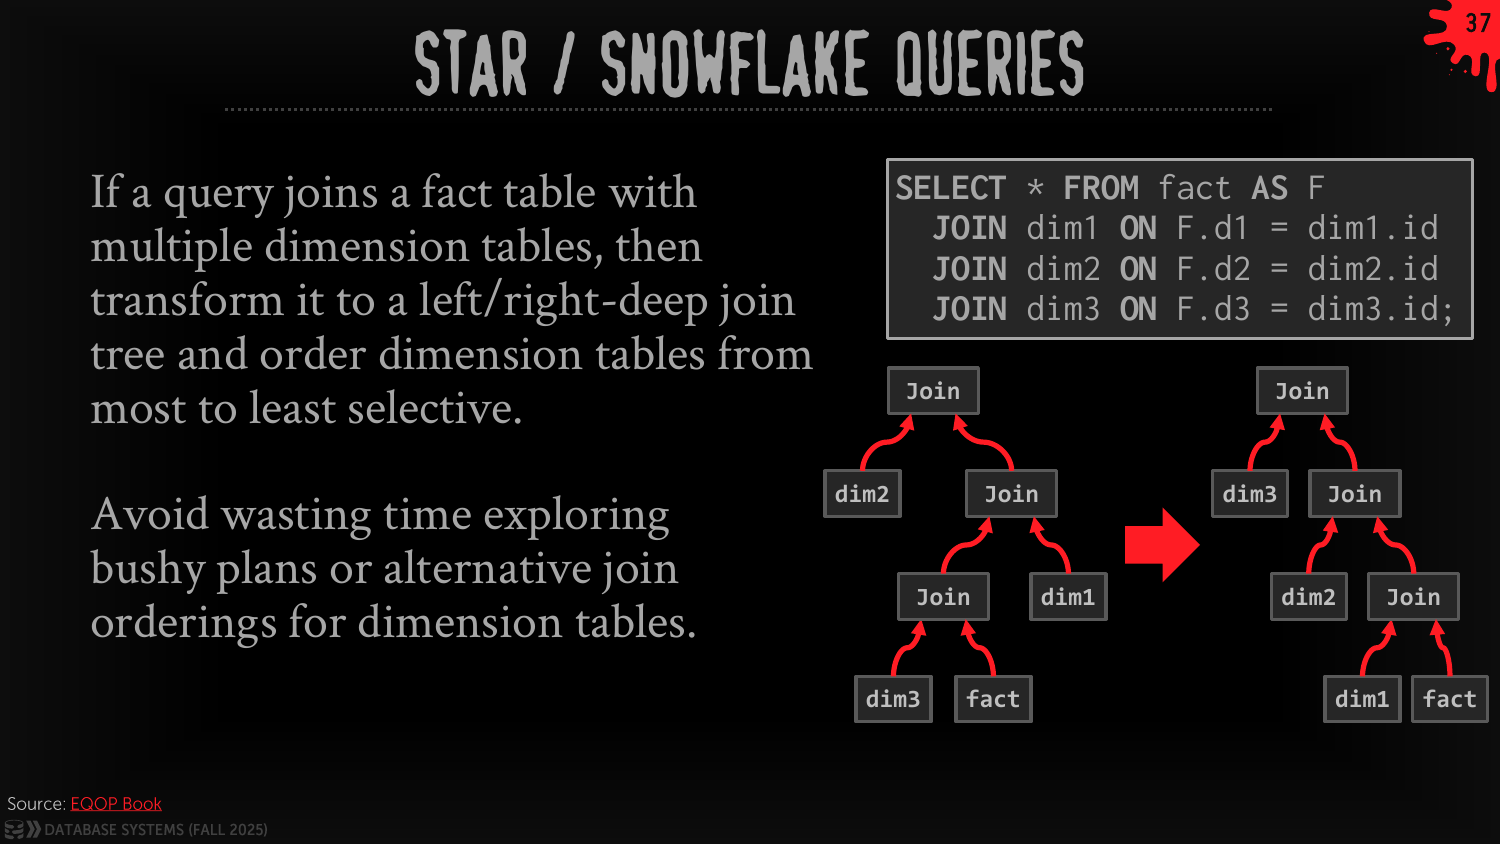 37
STAR / SNOWFLAKE QUERIES
If a query joins a fact table with
multiple dimension tables, then
transform it to a left/right-deep join
tree and order dimension tables from
most to least selective.
Avoid wasting time exploring
bushy plans or alternative join
orderings for dimension tables.
SELECT * FROM fact AS F
JOIN dim1 ON F.d1 = dim1.id
JOIN dim2 ON F.d2 = dim2.id
JOIN dim3 ON F.d3 = dim3.id;
Join
dim2 Join
Join dim1
dim3 fact
Join
dim3 Join
dim2 Join
dim1 fact
Source: EQOP Book
DATABASE SYSTEMS (FALL 2025)